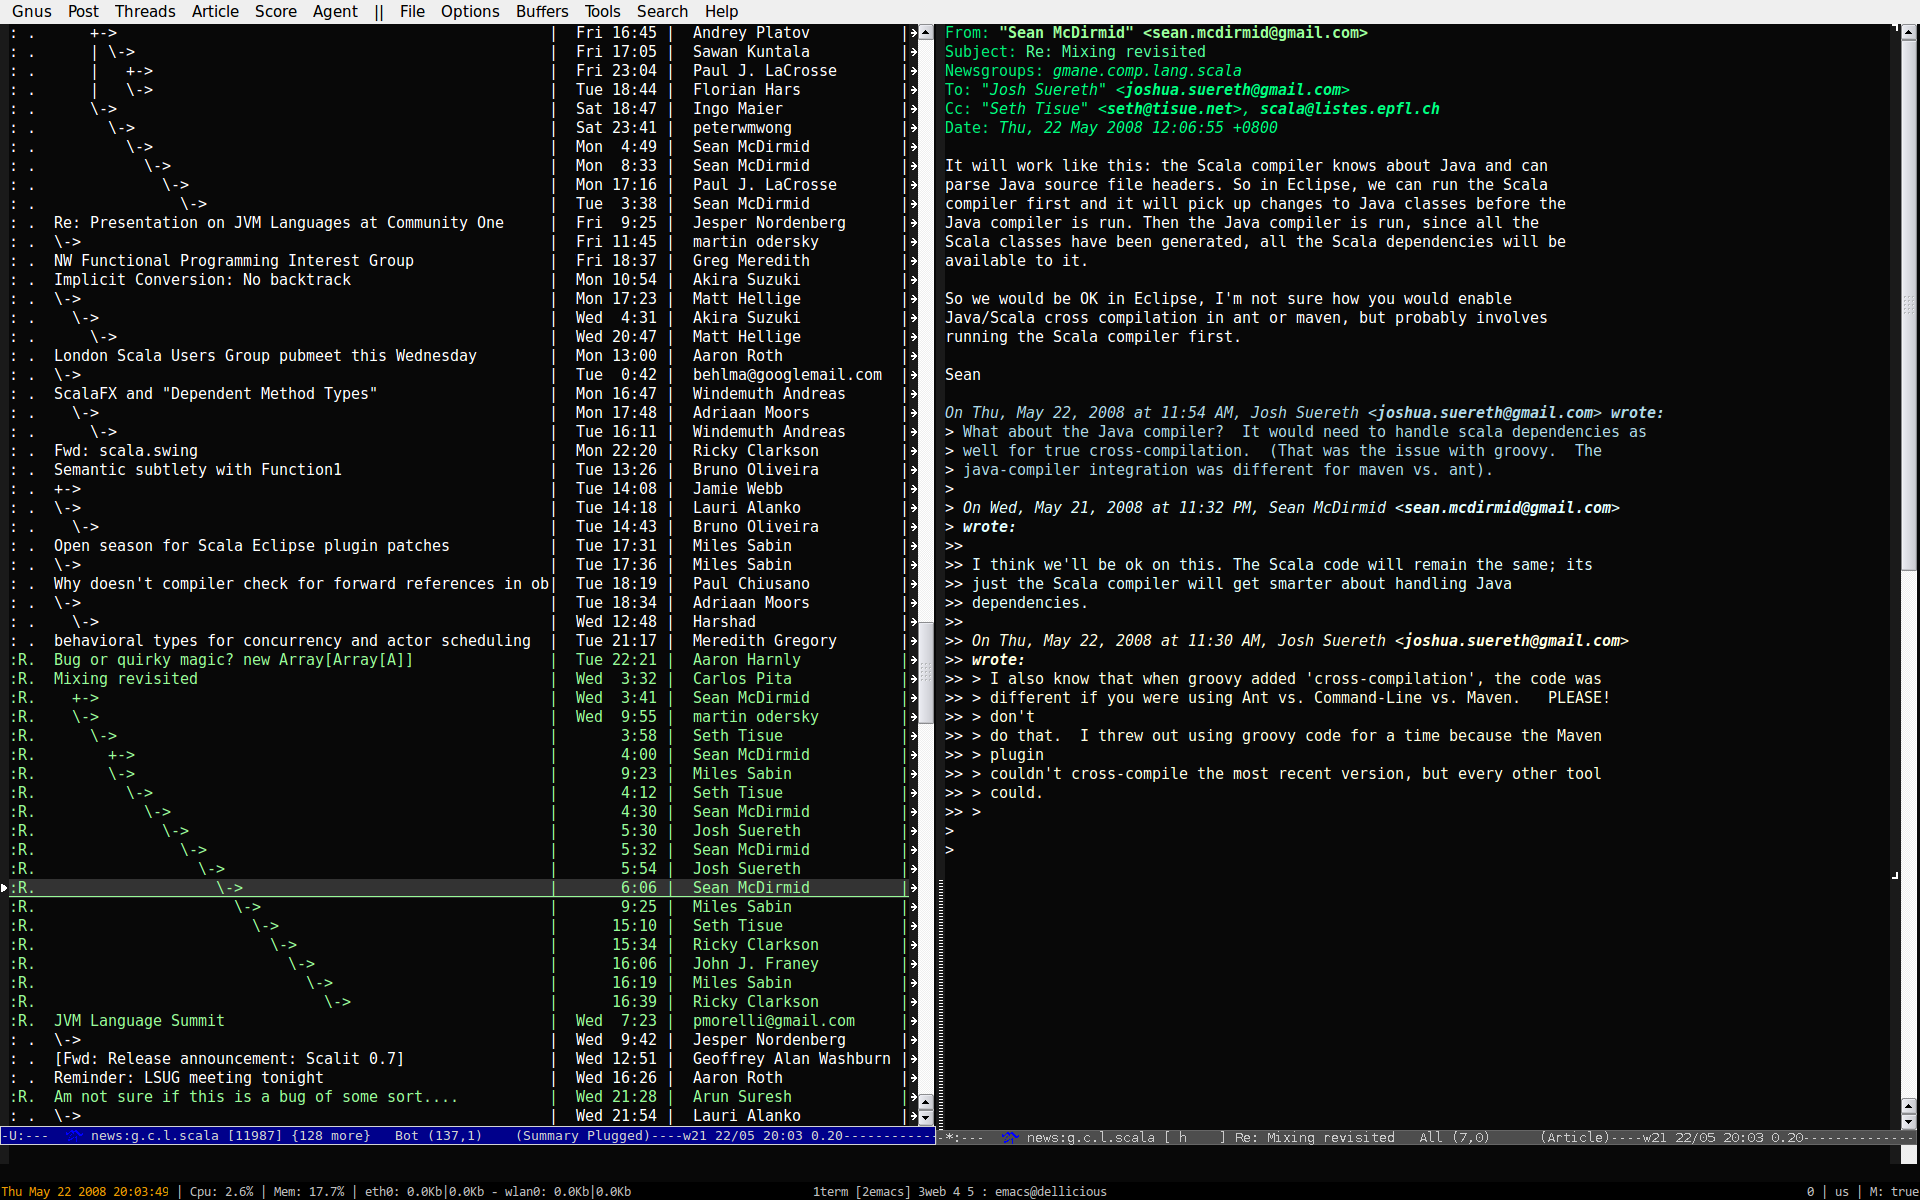 Gnus Post Threads Article Score Agent || File Options Buffers Tools Search Help
: .      +->                                              |  Fri 16:45 |  Andrey Platov
: .      | \->                                            |  Fri 17:05 |  Sawan Kuntala
: .      |   +->                                          |  Fri 23:04 |  Paul J. LaCrosse
: .      |   \->                                          |  Tue 18:44 |  Florian Hars
: .      \->                                              |  Sat 18:47 |  Ingo Maier
: .        \->                                            |  Sat 23:41 |  peterwmwong
: .          \->                                          |  Mon  4:49 |  Sean McDirmid
: .            \->                                        |  Mon  8:33 |  Sean McDirmid
: .              \->                                      |  Mon 17:16 |  Paul J. LaCrosse
: .                \->                                    |  Tue  3:38 |  Sean McDirmid
: .  Re: Presentation on JVM Languages at Community One   |  Fri  9:25 |  Jesper Nordenberg
: .  \->                                                  |  Fri 11:45 |  martin odersky
: .  NW Functional Programming Interest Group             |  Fri 18:37 |  Greg Meredith
: .  Implicit Conversion: No backtrack                    |  Mon 10:54 |  Akira Suzuki
: .  \->                                                  |  Mon 17:23 |  Matt Hellige
: .    \->                                                |  Wed  4:31 |  Akira Suzuki
: .      \->                                              |  Wed 20:47 |  Matt Hellige
: .  London Scala Users Group pubmeet this Wednesday      |  Mon 13:00 |  Aaron Roth
: .  \->                                                  |  Tue  0:42 |  behlma@googlemail.com
: .  ScalaFX and "Dependent Method Types"                 |  Mon 16:47 |  Windemuth Andreas
: .    \->                                                |  Mon 17:48 |  Adriaan Moors
: .      \->                                              |  Tue 16:11 |  Windemuth Andreas
: .  Fwd: scala.swing                                     |  Mon 22:20 |  Ricky Clarkson
: .  Semantic subtlety with Function1                     |  Tue 13:26 |  Bruno Oliveira
: .  +->                                                  |  Tue 14:08 |  Jamie Webb
: .  \->                                                  |  Tue 14:18 |  Lauri Alanko
: .    \->                                                |  Tue 14:43 |  Bruno Oliveira
: .  Open season for Scala Eclipse plugin patches         |  Tue 17:31 |  Miles Sabin
: .  \->                                                  |  Tue 17:36 |  Miles Sabin
: .  Why doesn't compiler check for forward references in ob|  Tue 18:19 |  Paul Chiusano
: .  \->                                                  |  Tue 18:34 |  Adriaan Moors
: .    \->                                                |  Wed 12:48 |  Harshad
: .  behavioral types for concurrency and actor scheduling |  Tue 21:17 |  Meredith Gregory
:R.  Bug or quirky magic? new Array[Array[A]]             |  Tue 22:21 |  Aaron Harnly
:R.  Mixing revisited                                     |  Wed  3:32 |  Carlos Pita
:R.    +->                                                |  Wed  3:41 |  Sean McDirmid
:R.    \->                                                |  Wed  9:55 |  martin odersky
:R.      \->                                              |       3:58 |  Seth Tisue
:R.        +->                                            |       4:00 |  Sean McDirmid
:R.        \->                                            |       9:23 |  Miles Sabin
:R.          \->                                          |       4:12 |  Seth Tisue
:R.            \->                                        |       4:30 |  Sean McDirmid
:R.              \->                                      |       5:30 |  Josh Suereth
:R.                \->                                    |       5:32 |  Sean McDirmid
:R.                  \->                                  |       5:54 |  Josh Suereth
:R.                    \->                                |       6:06 |  Sean McDirmid
:R.                      \->                              |       9:25 |  Miles Sabin
:R.                        \->                            |      15:10 |  Seth Tisue
:R.                          \->                          |      15:34 |  Ricky Clarkson
:R.                            \->                        |      16:06 |  John J. Franey
:R.                              \->                      |      16:19 |  Miles Sabin
:R.                                \->                    |      16:39 |  Ricky Clarkson
:R.  JVM Language Summit                                  |  Wed  7:23 |  pmorelli@gmail.com
: .  \->                                                  |  Wed  9:42 |  Jesper Nordenberg
: .  [Fwd: Release announcement: Scalit 0.7]              |  Wed 12:51 |  Geoffrey Alan Washburn
: .  Reminder: LSUG meeting tonight                       |  Wed 16:26 |  Aaron Roth
:R.  Am not sure if this is a bug of some sort....        |  Wed 21:28 |  Arun Suresh
: .  \->                                                  |  Wed 21:54 |  Lauri Alanko
-U:---  news:g.c.l.scala [11987] {128 more}   Bot (137,1)    (Summary Plugged)----w21 22/05 20:03 0.20-----------
From: "Sean McDirmid" <sean.mcdirmid@gmail.com>
Subject: Re: Mixing revisited
Newsgroups: gmane.comp.lang.scala
To: "Josh Suereth" <joshua.suereth@gmail.com>
Cc: "Seth Tisue" <seth@tisue.net>, scala@listes.epfl.ch
Date: Thu, 22 May 2008 12:06:55 +0800
It will work like this: the Scala compiler knows about Java and can
parse Java source file headers. So in Eclipse, we can run the Scala
compiler first and it will pick up changes to Java classes before the
Java compiler is run. Then the Java compiler is run, since all the
Scala classes have been generated, all the Scala dependencies will be
available to it.
So we would be OK in Eclipse, I'm not sure how you would enable
Java/Scala cross compilation in ant or maven, but probably involves
running the Scala compiler first.
Sean
On Thu, May 22, 2008 at 11:54 AM, Josh Suereth <joshua.suereth@gmail.com> wrote:
> What about the Java compiler?  It would need to handle scala dependencies as
> well for true cross-compilation.  (That was the issue with groovy.  The
> java-compiler integration was different for maven vs. ant).
>
> On Wed, May 21, 2008 at 11:32 PM, Sean McDirmid <sean.mcdirmid@gmail.com>
> wrote:
>>
>> I think we'll be ok on this. The Scala code will remain the same; its
>> just the Scala compiler will get smarter about handling Java
>> dependencies.
>>
>> On Thu, May 22, 2008 at 11:30 AM, Josh Suereth <joshua.suereth@gmail.com>
>> wrote:
>> > I also know that when groovy added 'cross-compilation', the code was
>> > different if you were using Ant vs. Command-Line vs. Maven.   PLEASE!
>> > don't
>> > do that.  I threw out using groovy code for a time because the Maven
>> > plugin
>> > couldn't cross-compile the most recent version, but every other tool
>> > could.
>> >
>
>
-*:---  news:g.c.l.scala [ h    ] Re: Mixing revisited   All (7,0)      (Article)----w21 22/05 20:03 0.20-------------
Thu May 22 2008 20:03:49 | Cpu: 2.6% | Mem: 17.7% | eth0: 0.0Kb|0.0Kb - wlan0: 0.0Kb|0.0Kb   1term [2emacs] 3web 4 5 : emacs@dellicious   0 | us | M: true